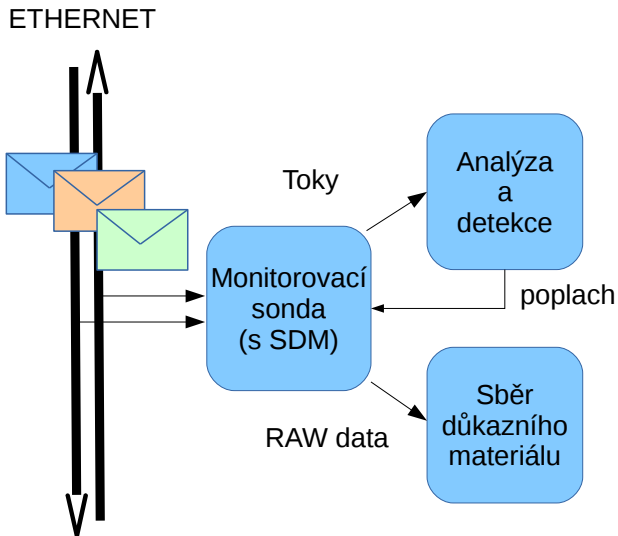 ETHERNET
Toky
Analýza
a
detekce
Monitorovací
sonda
(s SDM)
poplach
RAW data
Sběr
důkazního
materiálu